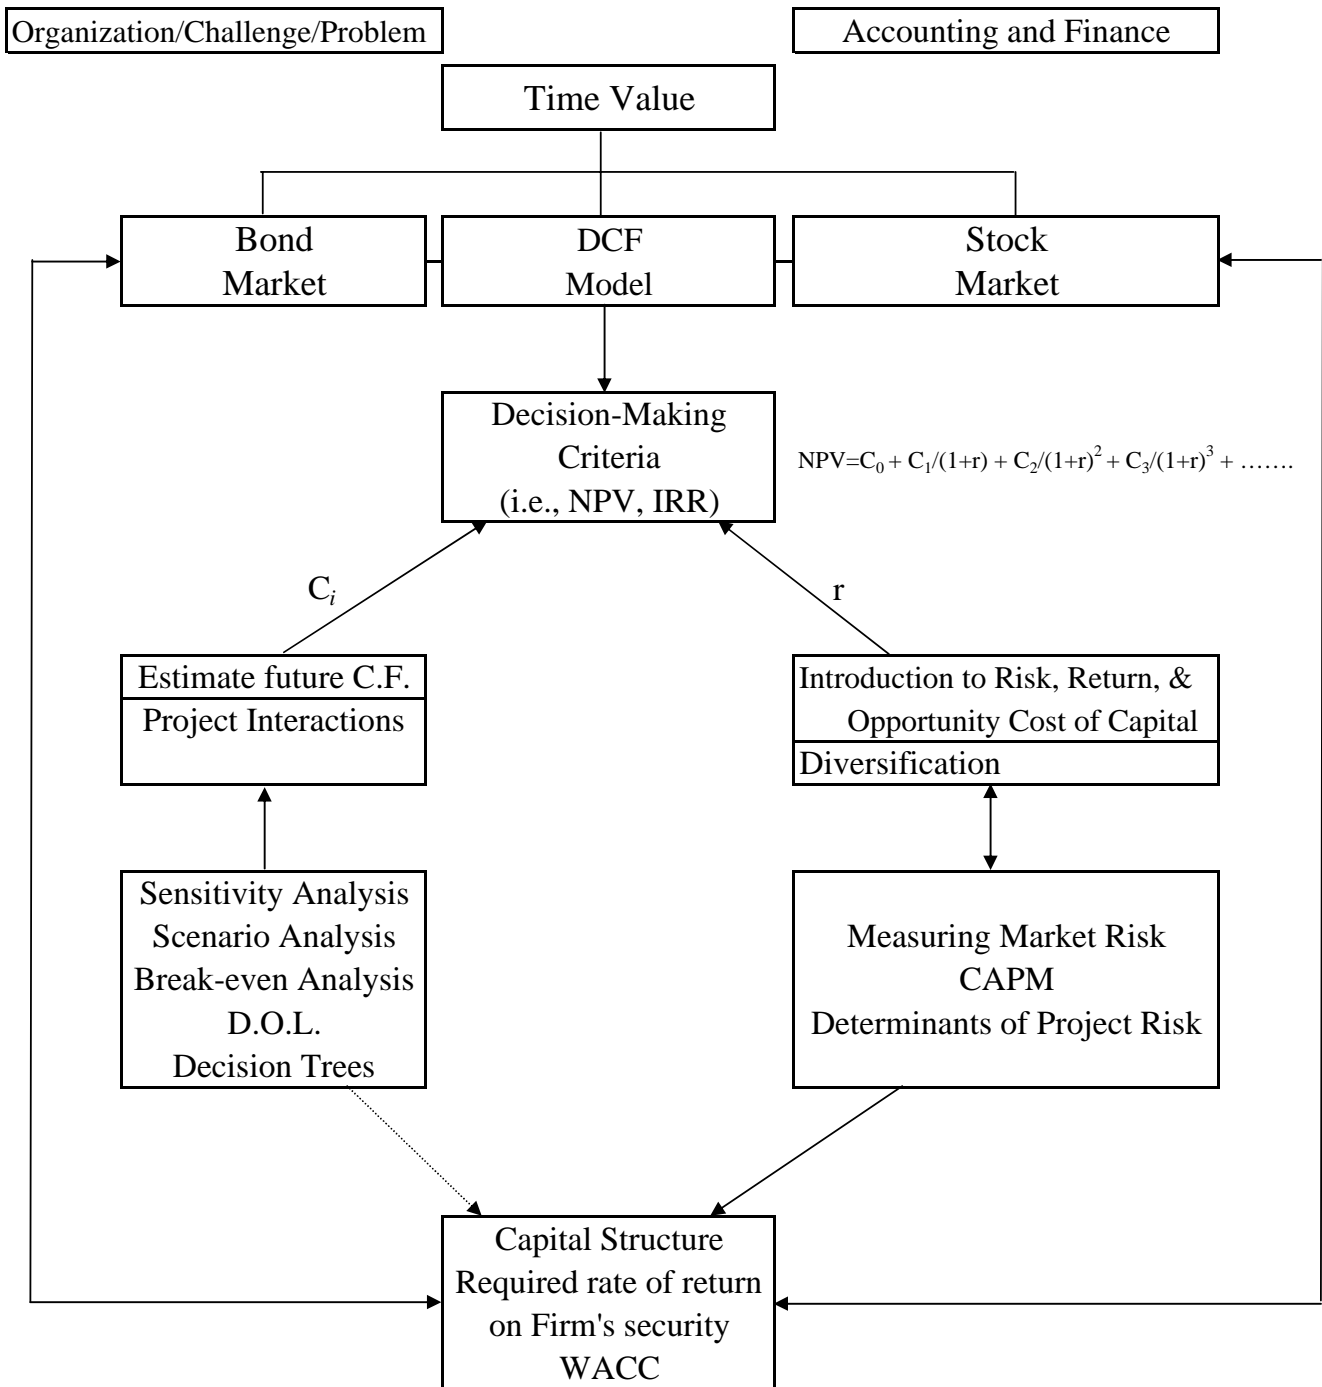 Organization/Challenge/Problem
Accounting and Finance
Time Value
Bond
Market
DCF
Model
Stock
Market
Decision-Making
Criteria
(i.e., NPV, IRR)
NPV=C₀ + C₁/(1+r) + C₂/(1+r)² + C₃/(1+r)³ + …….
Cᵢ
r
Estimate future C.F.
Project Interactions
Introduction to Risk, Return, &
Opportunity Cost of Capital
Diversification
Sensitivity Analysis
Scenario Analysis
Break-even Analysis
D.O.L.
Decision Trees
Measuring Market Risk
CAPM
Determinants of Project Risk
Capital Structure
Required rate of return
on Firm's security
WACC